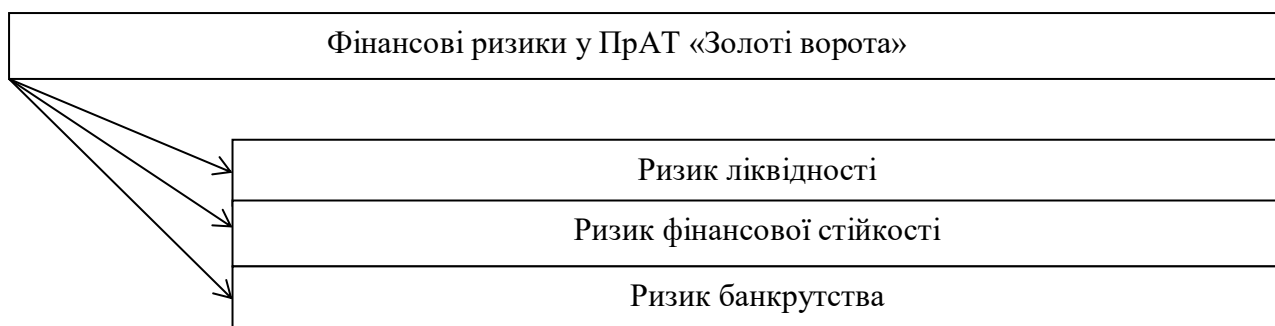 Фінансові ризики у ПрАТ «Золоті ворота»
Ризик ліквідності
Ризик фінансової стійкості
Ризик банкрутства